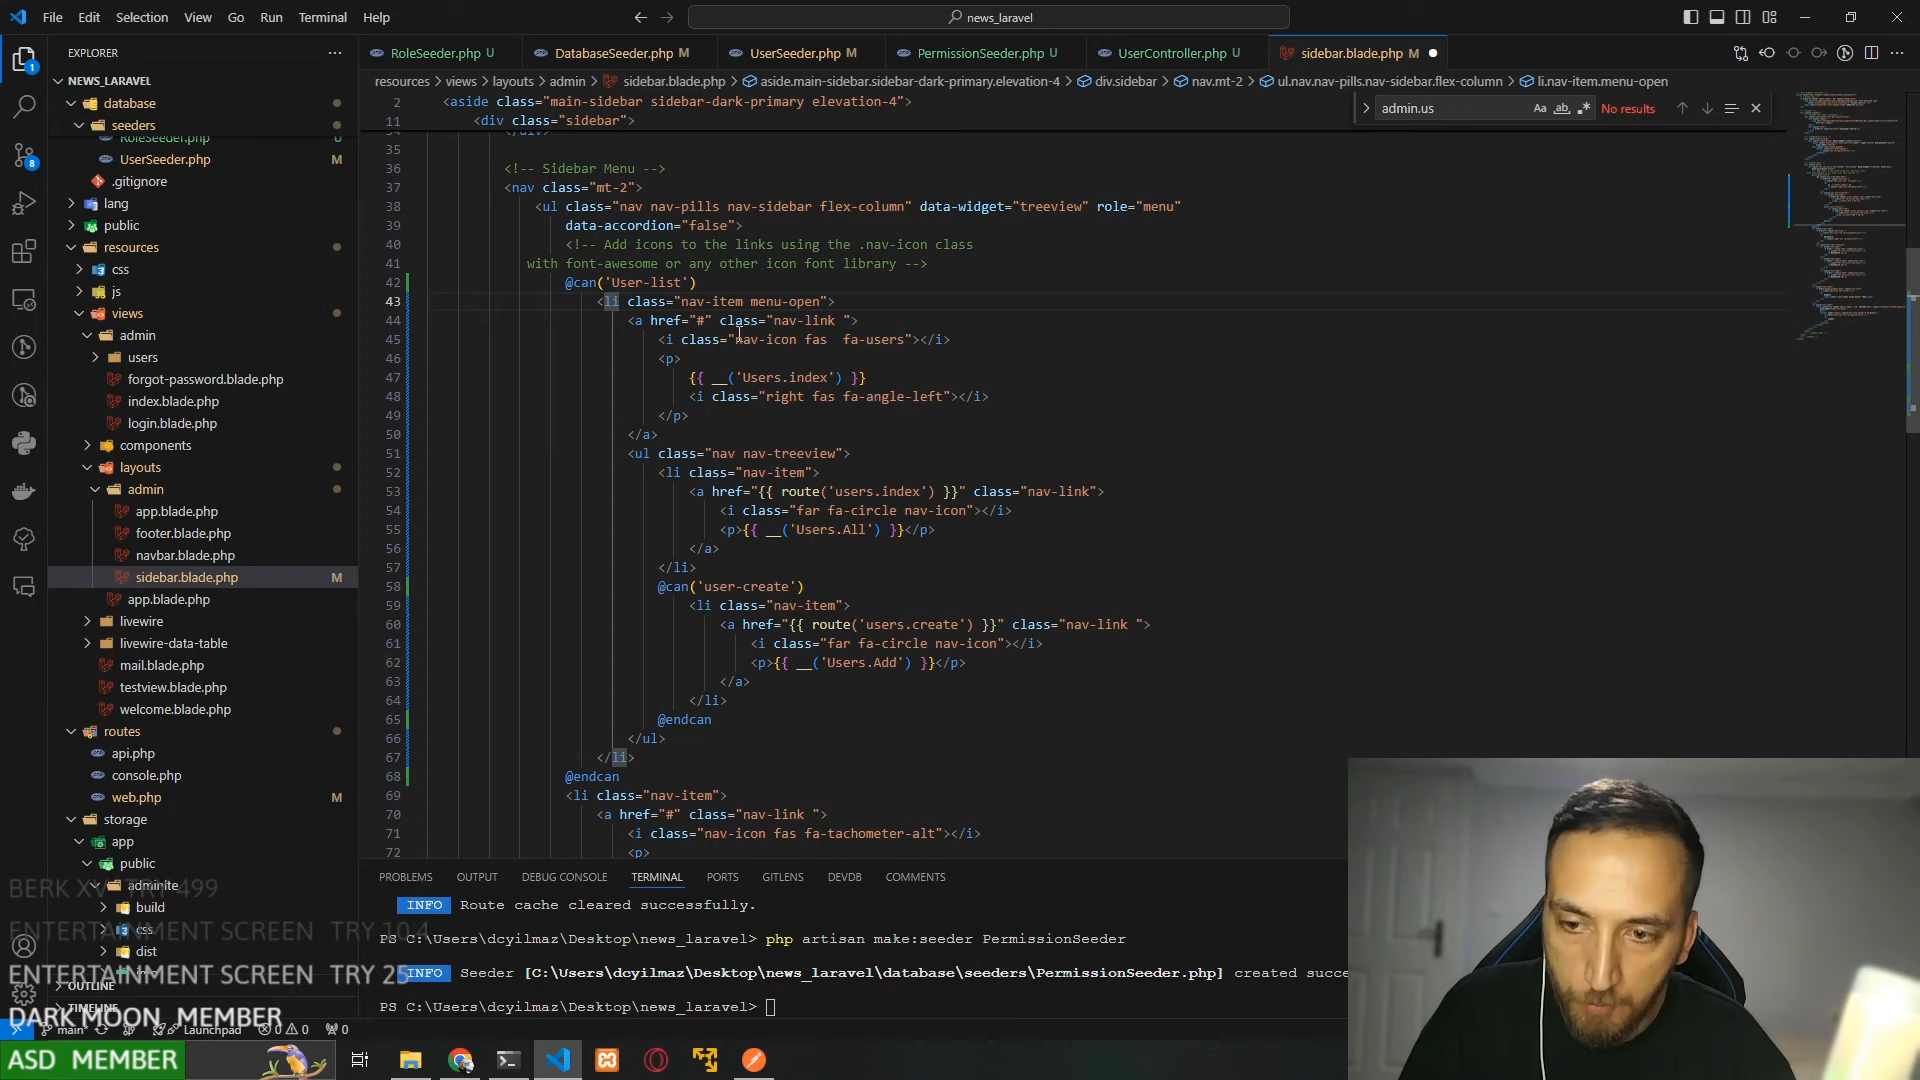 File Edit Selection View Go Run Terminal Help
news_laravel
EXPLORER
RoleSeeder.php U
DatabaseSeeder.php M
UserSeeder.php M
PermissionSeeder.php U
UserController.php U
sidebar.blade.php M
resources > views > layouts > admin > sidebar.blade.php > aside.main-sidebar.sidebar-dark-primary.elevation-4 > div.sidebar > nav.mt-2 > ul.nav.nav-pills.nav-sidebar.flex-column > li.nav-item.menu-open
admin.us
Aa ab
No results
NEWS_LARAVEL
database
seeders
RoleSeeder.php U
UserSeeder.php M
.gitignore
lang
public
resources
css
js
views
admin
users
forgot-password.blade.php
index.blade.php
login.blade.php
components
layouts
admin
app.blade.php
footer.blade.php
navbar.blade.php
sidebar.blade.php M
app.blade.php
livewire
livewire-data-table
mail.blade.php
testview.blade.php
welcome.blade.php
routes
api.php
console.php
web.php M
storage
app
public
adminlte
build
css
dist
OUTLINE
TIMELINE
2 <aside class="main-sidebar sidebar-dark-primary elevation-4">
11 <div class="sidebar">
34 </div>
35
36 <!-- Sidebar Menu -->
37 <nav class="mt-2">
38 <ul class="nav nav-pills nav-sidebar flex-column" data-widget="treeview" role="menu"
39 data-accordion="false">
40 <!-- Add icons to the links using the .nav-icon class
41 with font-awesome or any other icon font library -->
42 @can('User-list')
43 <li class="nav-item menu-open">
44 <a href="#" class="nav-link ">
45 <i class="nav-icon fas  fa-users"></i>
46 <p>
47 {{ __('Users.index') }}
48 <i class="right fas fa-angle-left"></i>
49 </p>
50 </a>
51 <ul class="nav nav-treeview">
52 <li class="nav-item">
53 <a href="{{ route('users.index') }}" class="nav-link">
54 <i class="far fa-circle nav-icon"></i>
55 <p>{{ __('Users.All') }}</p>
56 </a>
57 </li>
58 @can('user-create')
59 <li class="nav-item">
60 <a href="{{ route('users.create') }}" class="nav-link ">
61 <i class="far fa-circle nav-icon"></i>
62 <p>{{ __('Users.Add') }}</p>
63 </a>
64 </li>
65 @endcan
66 </ul>
67 </li>
68 @endcan
69 <li class="nav-item">
70 <a href="#" class="nav-link ">
71 <i class="nav-icon fas fa-tachometer-alt"></i>
72 <p>
PROBLEMS OUTPUT DEBUG CONSOLE TERMINAL PORTS GITLENS DEVDB COMMENTS
INFO Route cache cleared successfully.
PS C:\Users\dcyilmaz\Desktop\news_laravel> php artisan make:seeder PermissionSeeder
INFO Seeder [C:\Users\dcyilmaz\Desktop\news_laravel\database\seeders\PermissionSeeder.php] created succe
PS C:\Users\dcyilmaz\Desktop\news_laravel>
BERK XV TRY 499
ENTERTAINMENT SCREEN TRY 10.4
ENTERTAINMENT SCREEN TRY 25
DARK MOON MEMBER
main* Launchpad 0 0 0
ASD MEMBER